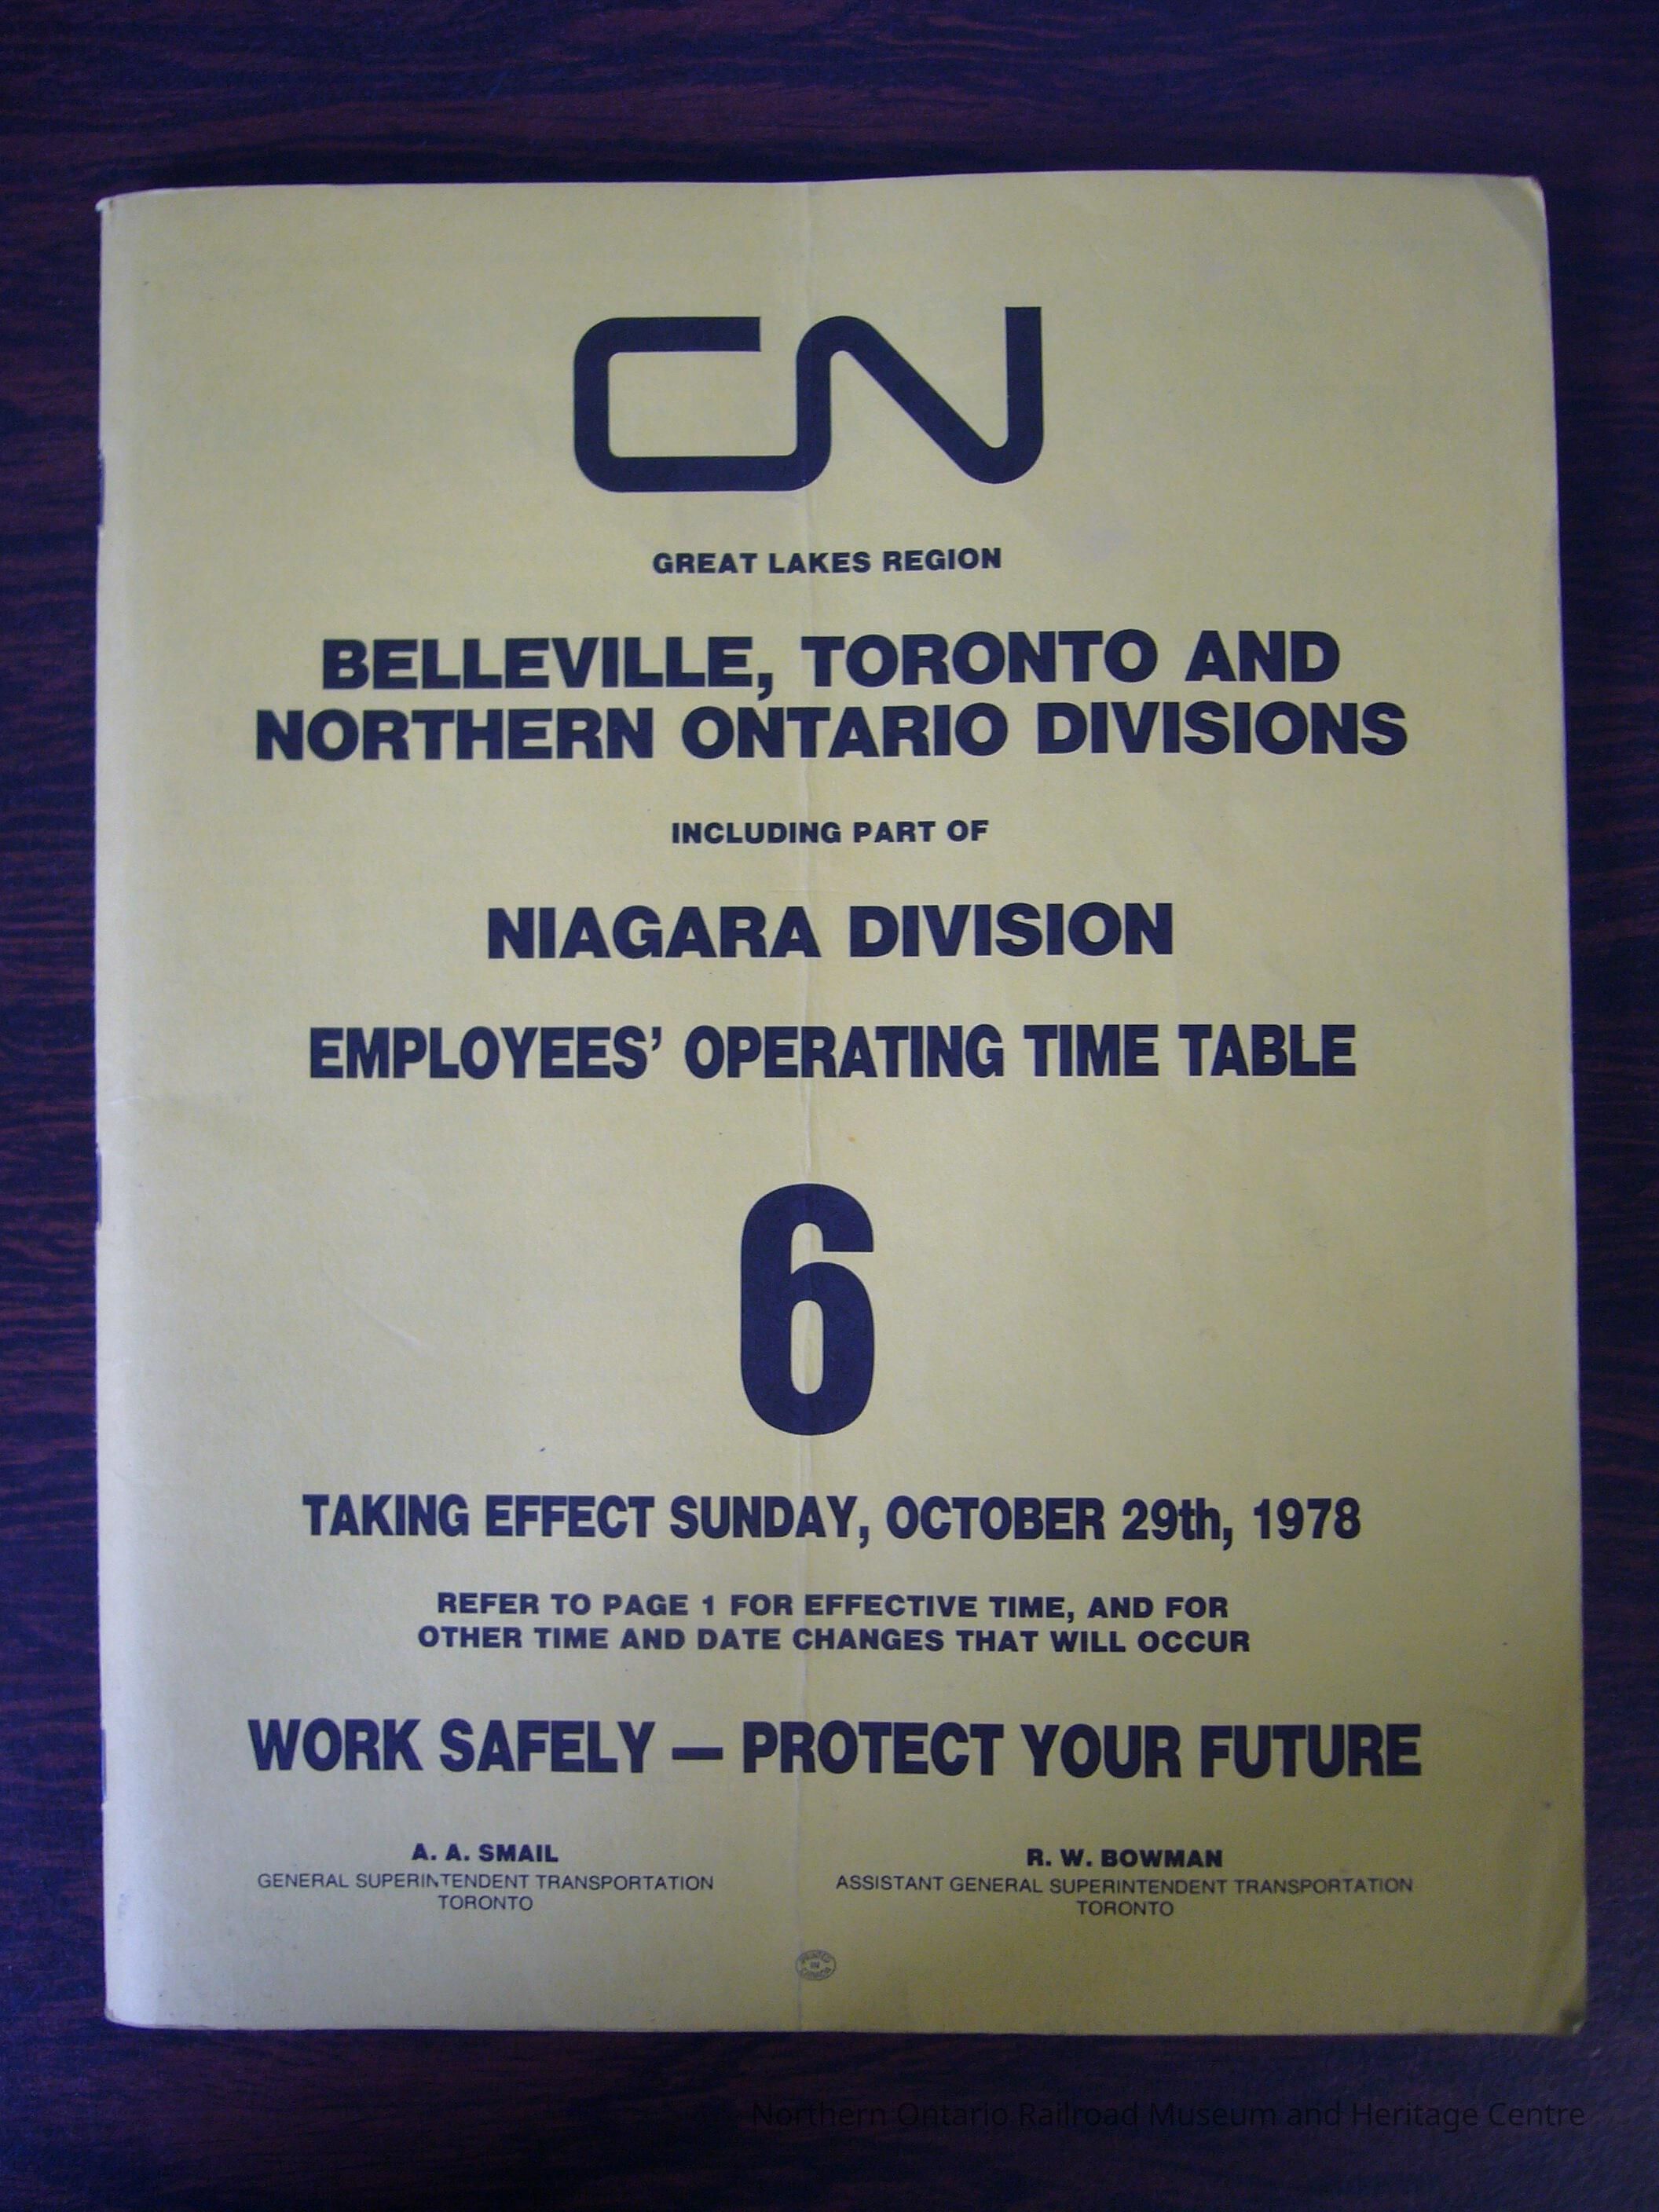 CN
GREAT LAKES REGION
BELLEVILLE, TORONTO AND
NORTHERN ONTARIO DIVISIONS
INCLUDING PART OF
NIAGARA DIVISION
EMPLOYEES' OPERATING TIME TABLE
6
TAKING EFFECT SUNDAY, OCTOBER 29th, 1978
REFER TO PAGE 1 FOR EFFECTIVE TIME, AND FOR
OTHER TIME AND DATE CHANGES THAT WILL OCCUR
WORK SAFELY — PROTECT YOUR FUTURE
A. A. SMAIL
GENERAL SUPERINTENDENT TRANSPORTATION
TORONTO
R. W. BOWMAN
ASSISTANT GENERAL SUPERINTENDENT TRANSPORTATION
TORONTO
PRINTED
IN
CANADA
Northern Ontario Railroad Museum and Heritage Centre